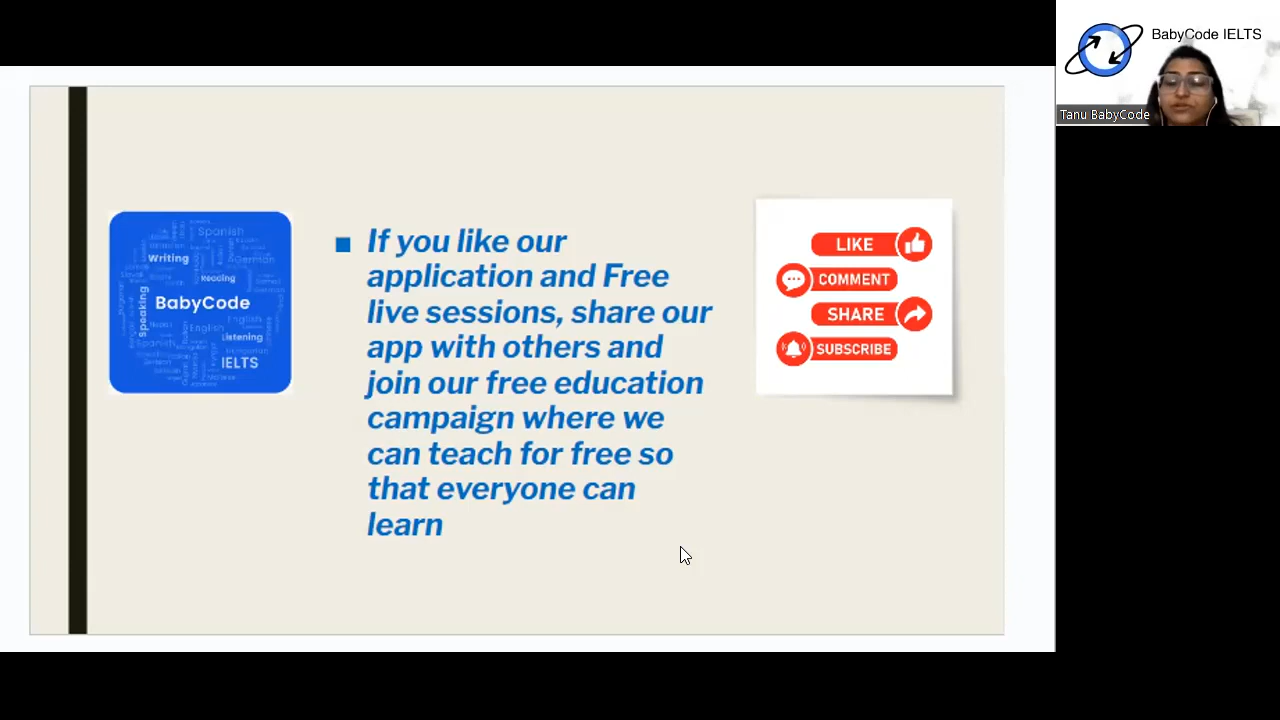 BabyCode IELTS
Tanu BabyCode
Spanish
German
Writing
Reading
BabyCode
Speaking
English
English
Listening
Spanish
IELTS
If you like our
application and Free
live sessions, share our
app with others and
join our free education
campaign where we
can teach for free so
that everyone can
learn
LIKE
COMMENT
SHARE
SUBSCRIBE